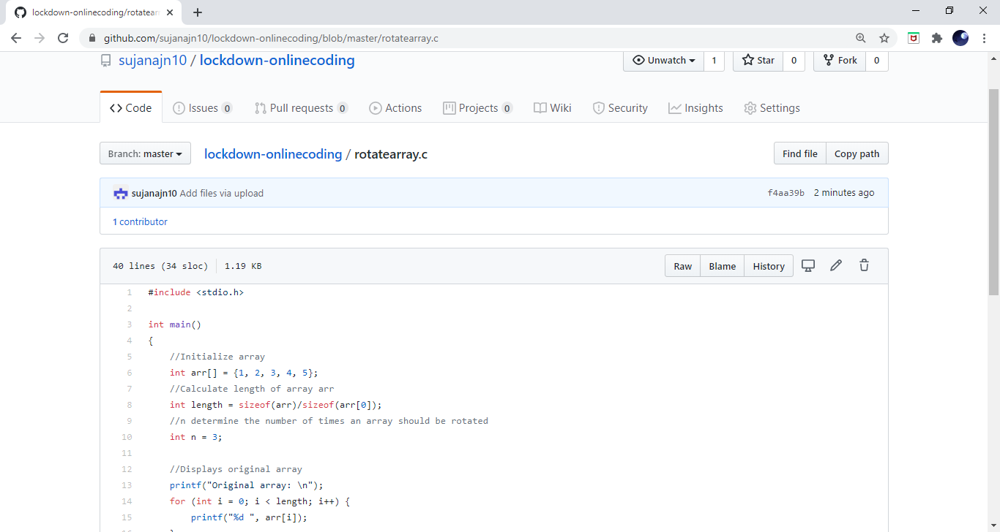 lockdown-onlinecoding/rotatearra
github.com/sujanajn10/lockdown-onlinecoding/blob/master/rotatearray.c
sujanajn10 / lockdown-onlinecoding
Unwatch 1 Star 0 Fork 0
Code Issues 0 Pull requests 0 Actions Projects 0 Wiki Security Insights Settings
Branch: master lockdown-onlinecoding / rotatearray.c Find file Copy path
sujanajn10 Add files via upload f4aa39b 2 minutes ago
1 contributor
40 lines (34 sloc) 1.19 KB Raw Blame History
1 #include <stdio.h>
2
3 int main()
4 {
5 //Initialize array
6 int arr[] = {1, 2, 3, 4, 5};
7 //Calculate length of array arr
8 int length = sizeof(arr)/sizeof(arr[0]);
9 //n determine the number of times an array should be rotated
10 int n = 3;
11
12 //Displays original array
13 printf("Original array: \n");
14 for (int i = 0; i < length; i++) {
15 printf("%d ", arr[i]);